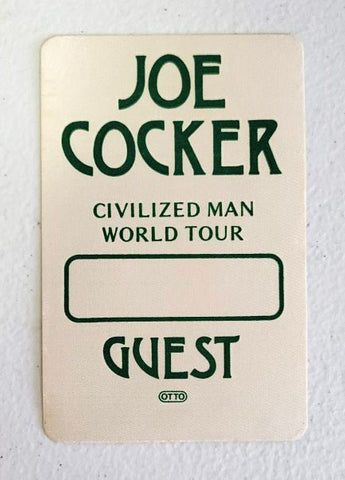 JOE
COCKER
CIVILIZED MAN
WORLD TOUR
GUEST
OTTO